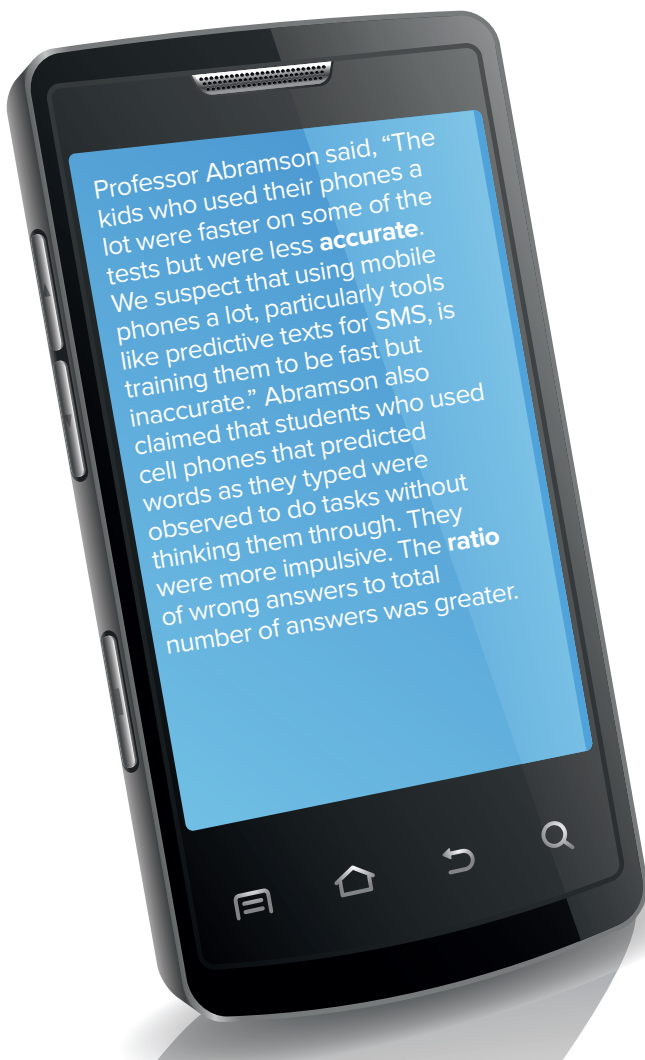 Professor Abramson said, “The
kids who used their phones a
lot were faster on some of the
tests but were less accurate.
We suspect that using mobile
phones a lot, particularly tools
like predictive texts for SMS, is
training them to be fast but
inaccurate.” Abramson also
claimed that students who used
cell phones that predicted
words as they typed were
observed to do tasks without
thinking them through. They
were more impulsive. The ratio
of wrong answers to total
number of answers was greater.